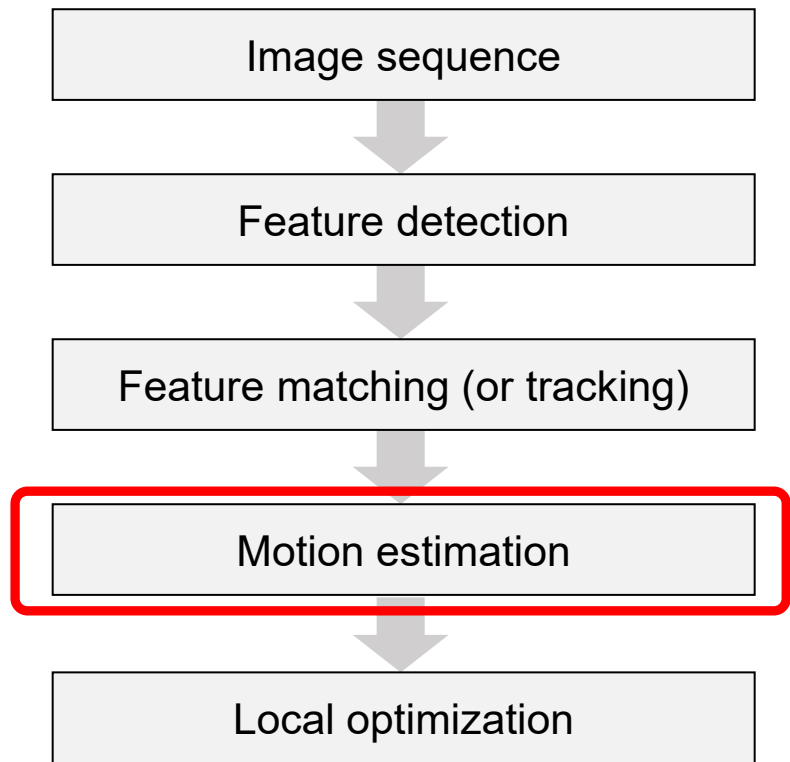 Image sequence
Feature detection
Feature matching (or tracking)
Motion estimation
Local optimization